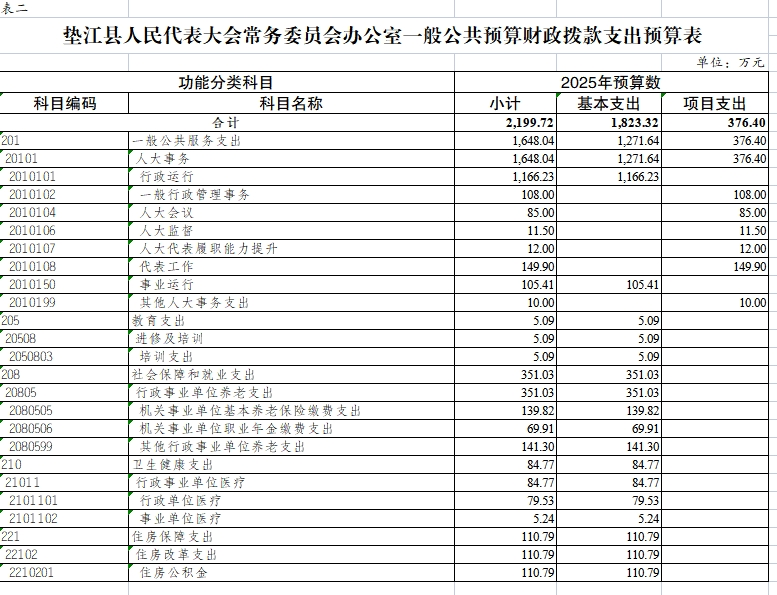 表二
垫江县人民代表大会常务委员会办公室一般公共预算财政拨款支出预算表
单位：万元
功能分类科目 2025年预算数
科目编码 科目名称 小计 基本支出 项目支出
合计 2,199.72 1,823.32 376.40
201 一般公共服务支出 1,648.04 1,271.64 376.40
20101 人大事务 1,648.04 1,271.64 376.40
2010101 行政运行 1,166.23 1,166.23
2010102 一般行政管理事务 108.00 108.00
2010104 人大会议 85.00 85.00
2010106 人大监督 11.50 11.50
2010107 人大代表履职能力提升 12.00 12.00
2010108 代表工作 149.90 149.90
2010150 事业运行 105.41 105.41
2010199 其他人大事务支出 10.00 10.00
205 教育支出 5.09 5.09
20508 进修及培训 5.09 5.09
2050803 培训支出 5.09 5.09
208 社会保障和就业支出 351.03 351.03
20805 行政事业单位养老支出 351.03 351.03
2080505 机关事业单位基本养老保险缴费支出 139.82 139.82
2080506 机关事业单位职业年金缴费支出 69.91 69.91
2080599 其他行政事业单位养老支出 141.30 141.30
210 卫生健康支出 84.77 84.77
21011 行政事业单位医疗 84.77 84.77
2101101 行政单位医疗 79.53 79.53
2101102 事业单位医疗 5.24 5.24
221 住房保障支出 110.79 110.79
22102 住房改革支出 110.79 110.79
2210201 住房公积金 110.79 110.79